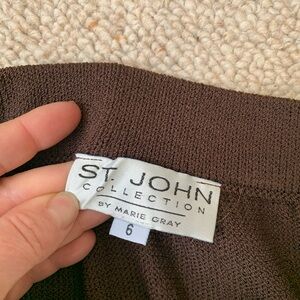 ST. JOHN
COLLECTION
BY MARIE GRAY
6